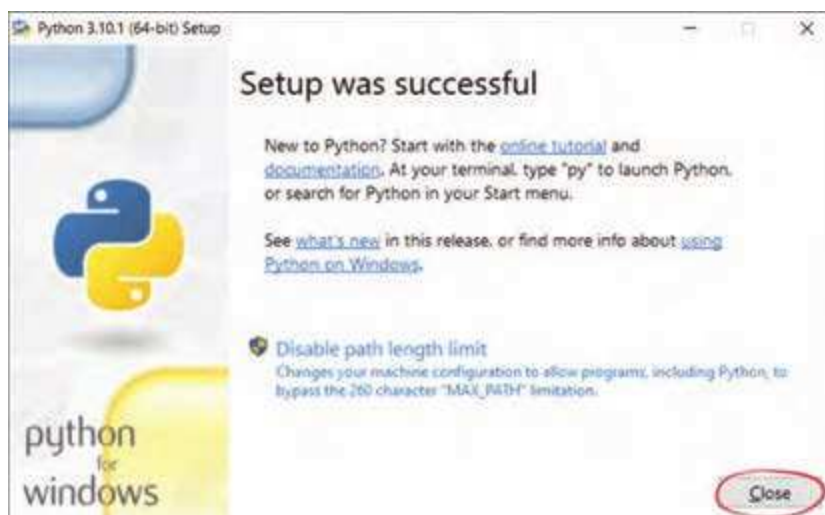 Python 3.10.1 (64-bit) Setup
Setup was successful
New to Python? Start with the online tutorial and
documentation. At your terminal, type "py" to launch Python,
or search for Python in your Start menu.
See what's new in this release, or find more info about using
Python on Windows.
Disable path length limit
Changes your machine configuration to allow programs, including Python, to
bypass the 260 character "MAX_PATH" limitation.
python
for
windows
Close